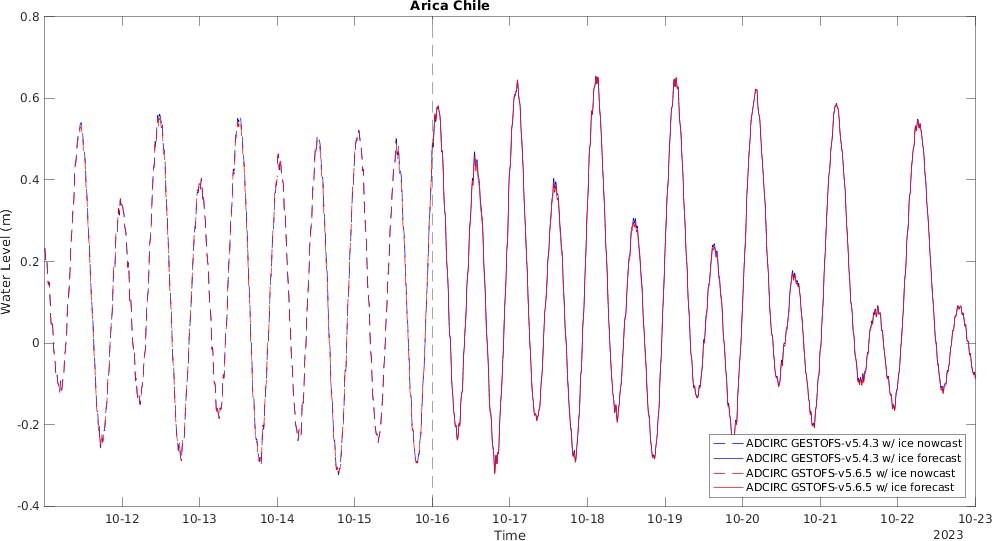 Arica Chile
0.8
0.6
0.4
0.2
0
-0.2
-0.4
Water Level (m)
ADCIRC GESTOFS-v5.4.3 w/ ice nowcast
ADCIRC GESTOFS-v5.4.3 w/ ice forecast
ADCIRC GSTOFS-v5.6.5 w/ ice nowcast
ADCIRC GSTOFS-v5.6.5 w/ ice forecast
10-12 10-13 10-14 10-15 10-16 10-17 10-18 10-19 10-20 10-21 10-22 10-23
Time
2023